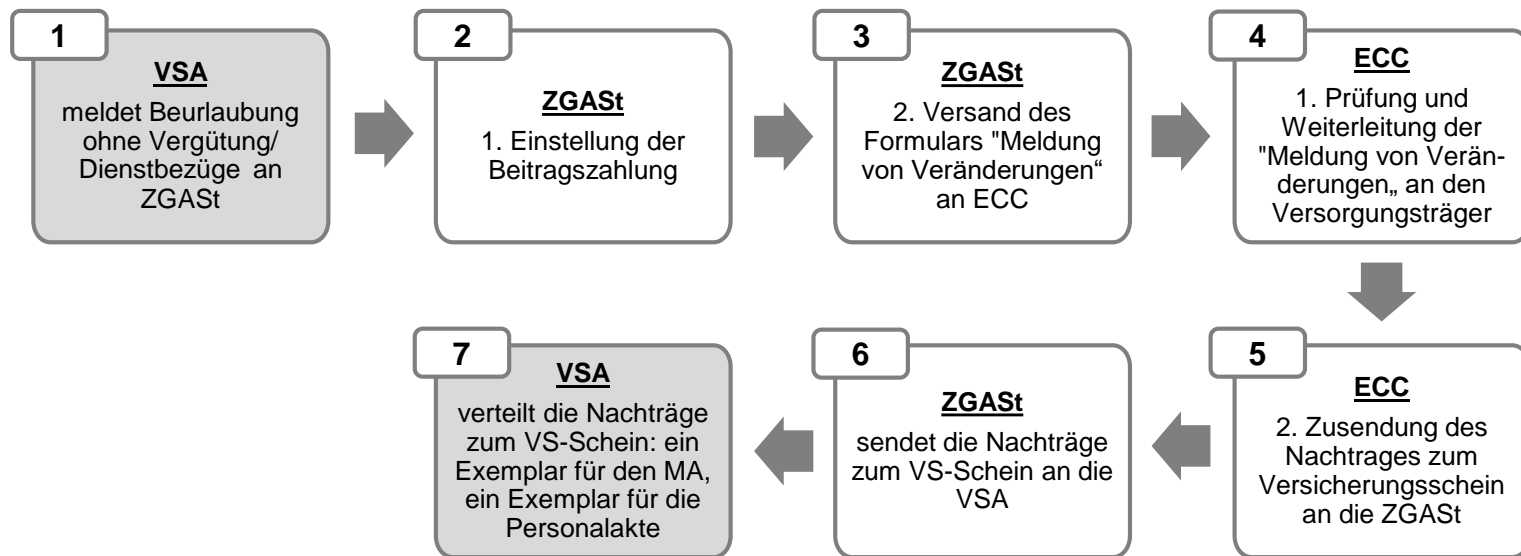 1
VSA
meldet Beurlaubung
ohne Vergütung/
Dienstbezüge an
ZGASt
2
ZGASt
1. Einstellung der
Beitragszahlung
3
ZGASt
2. Versand des
Formulars "Meldung
von Veränderungen“
an ECC
4
ECC
1. Prüfung und
Weiterleitung der
"Meldung von Verän-
derungen„ an den
Versorgungsträger
5
ECC
2. Zusendung des
Nachtrages zum
Versicherungsschein
an die ZGASt
6
ZGASt
sendet die Nachträge
zum VS-Schein an die
VSA
7
VSA
verteilt die Nachträge
zum VS-Schein: ein
Exemplar für den MA,
ein Exemplar für die
Personalakte